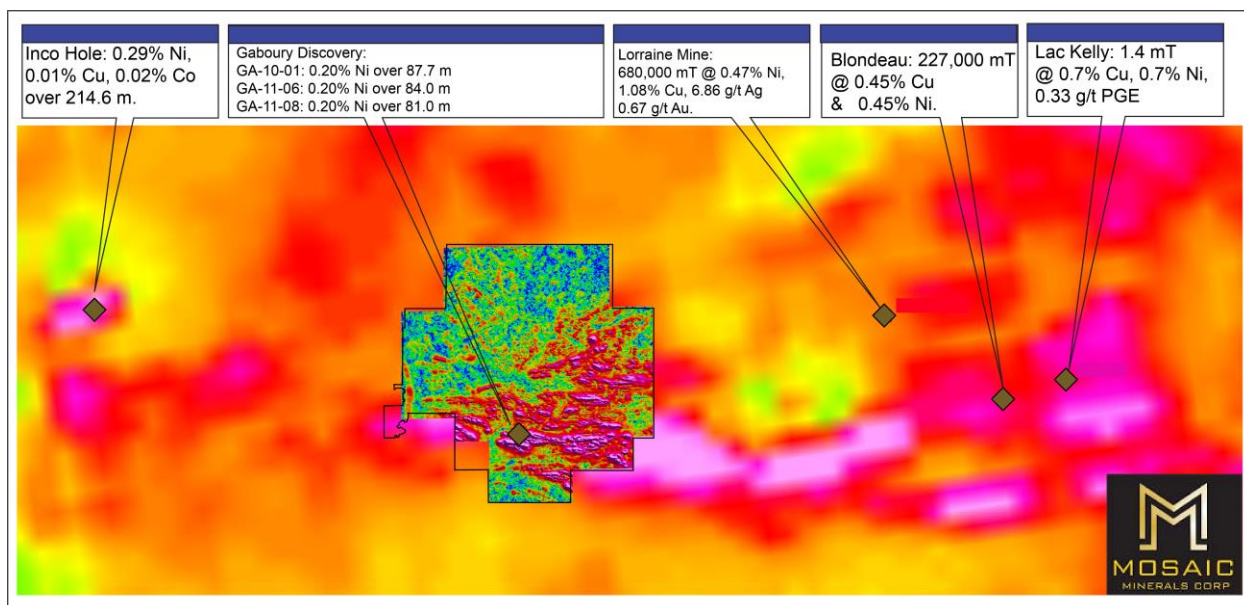 Inco Hole: 0.29% Ni,
0.01% Cu, 0.02% Co
over 214.6 m.
Gaboury Discovery:
GA-10-01: 0.20% Ni over 87.7 m
GA-11-06: 0.20% Ni over 84.0 m
GA-11-08: 0.20% Ni over 81.0 m
Lorraine Mine:
680,000 mT @ 0.47% Ni,
1.08% Cu, 6.86 g/t Ag
0.67 g/t Au.
Blondeau: 227,000 mT
@ 0.45% Cu
& 0.45% Ni.
Lac Kelly: 1.4 mT
@ 0.7% Cu, 0.7% Ni,
0.33 g/t PGE
MOSAIC
MINERALS CORP